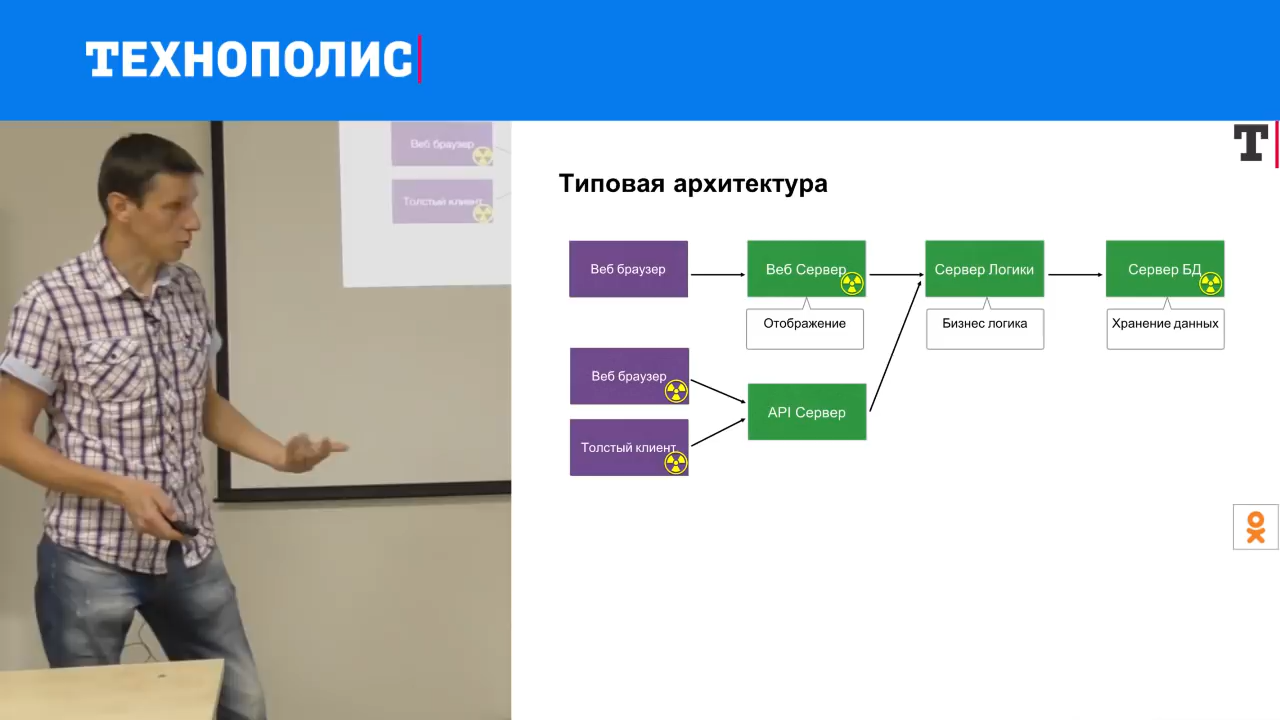 ТЕХНОПОЛИС
Веб браузер
Толстый клиент
Т
Типовая архитектура
Веб браузер
Веб Сервер
Сервер Логики
Сервер БД
Отображение
Бизнес логика
Хранение данных
Веб браузер
API Сервер
Толстый клиент